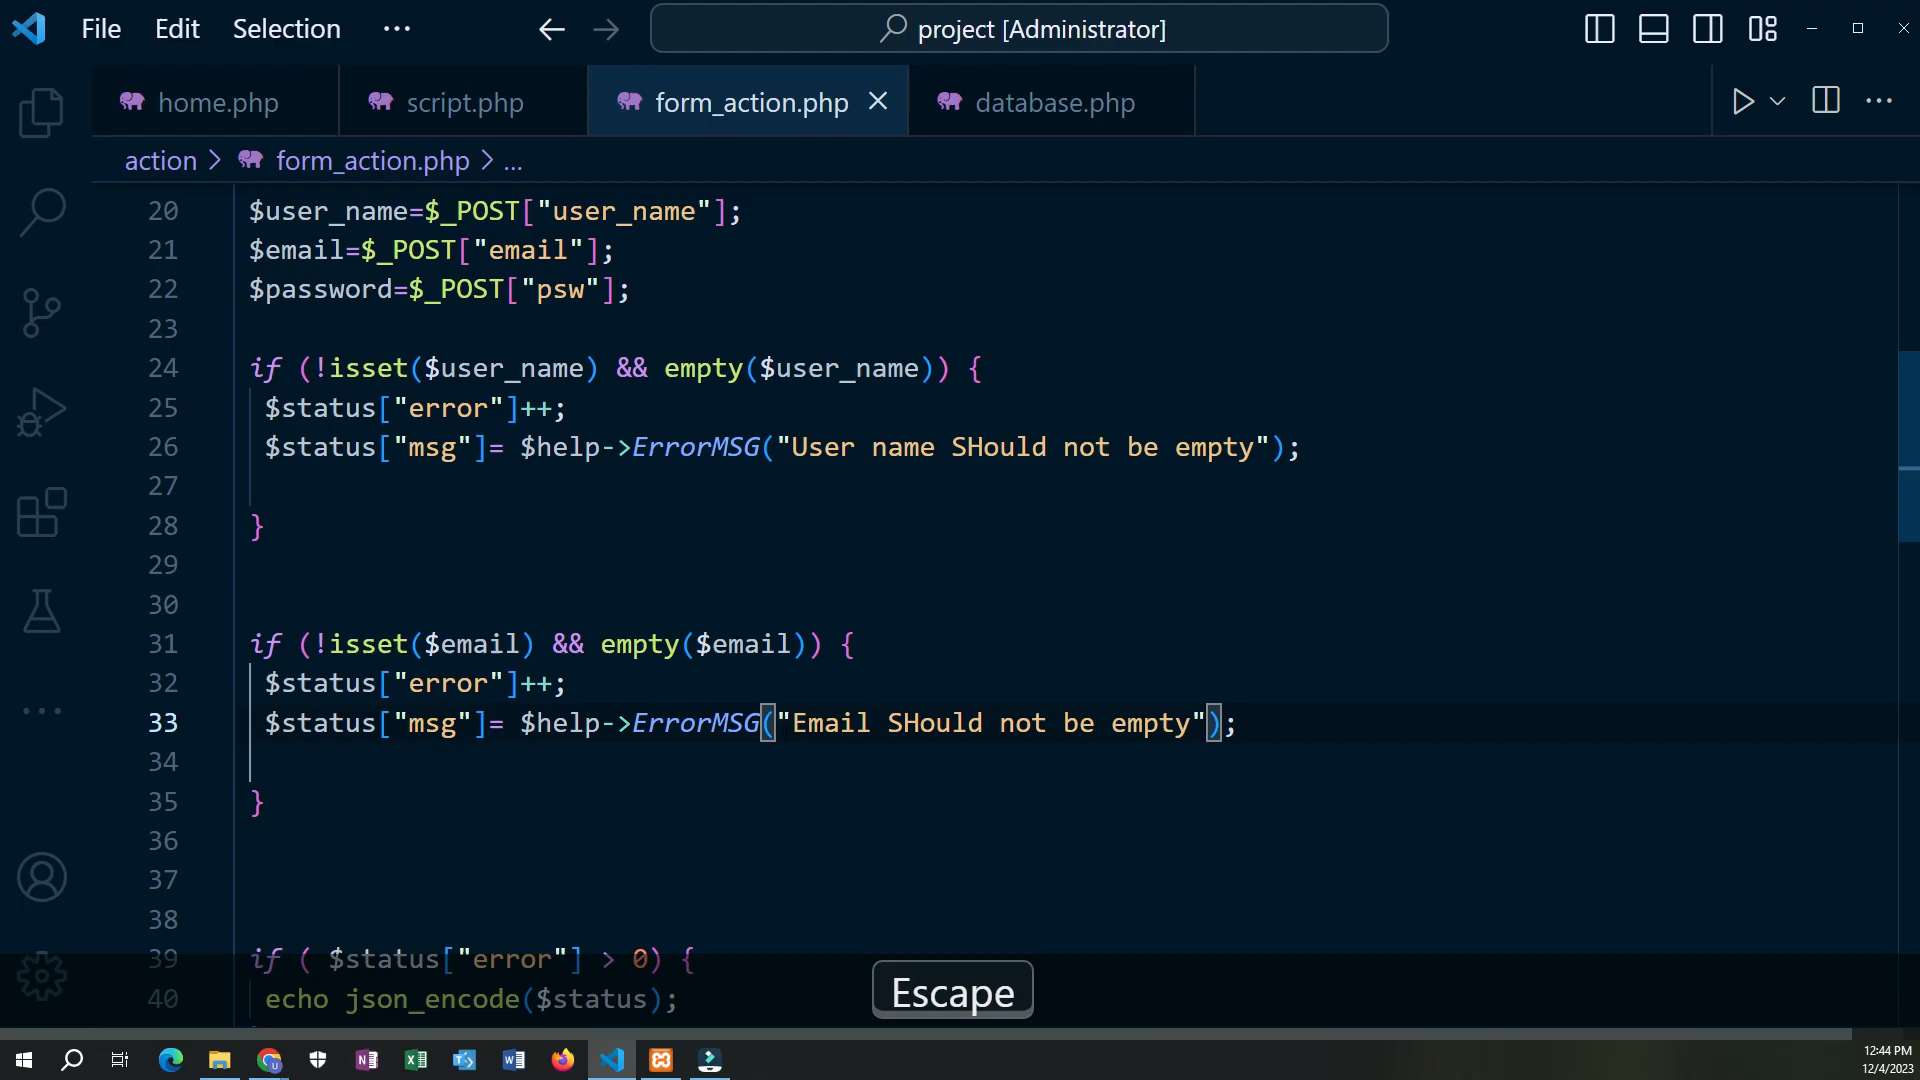 File Edit Selection ··· project [Administrator]
home.php script.php form_action.php database.php
action > form_action.php > ...
20 $user_name=$_POST["user_name"];
21 $email=$_POST["email"];
22 $password=$_POST["psw"];
23
24 if (!isset($user_name) && empty($user_name)) {
25 $status["error"]++;
26 $status["msg"]= $help->ErrorMSG("User name SHould not be empty");
27
28 }
29
30
31 if (!isset($email) && empty($email)) {
32 $status["error"]++;
33 $status["msg"]= $help->ErrorMSG("Email SHould not be empty");
34
35 }
36
37
38
39 if ( $status["error"] > 0) {
40 echo json_encode($status);
Escape
12:44 PM
12/4/2023